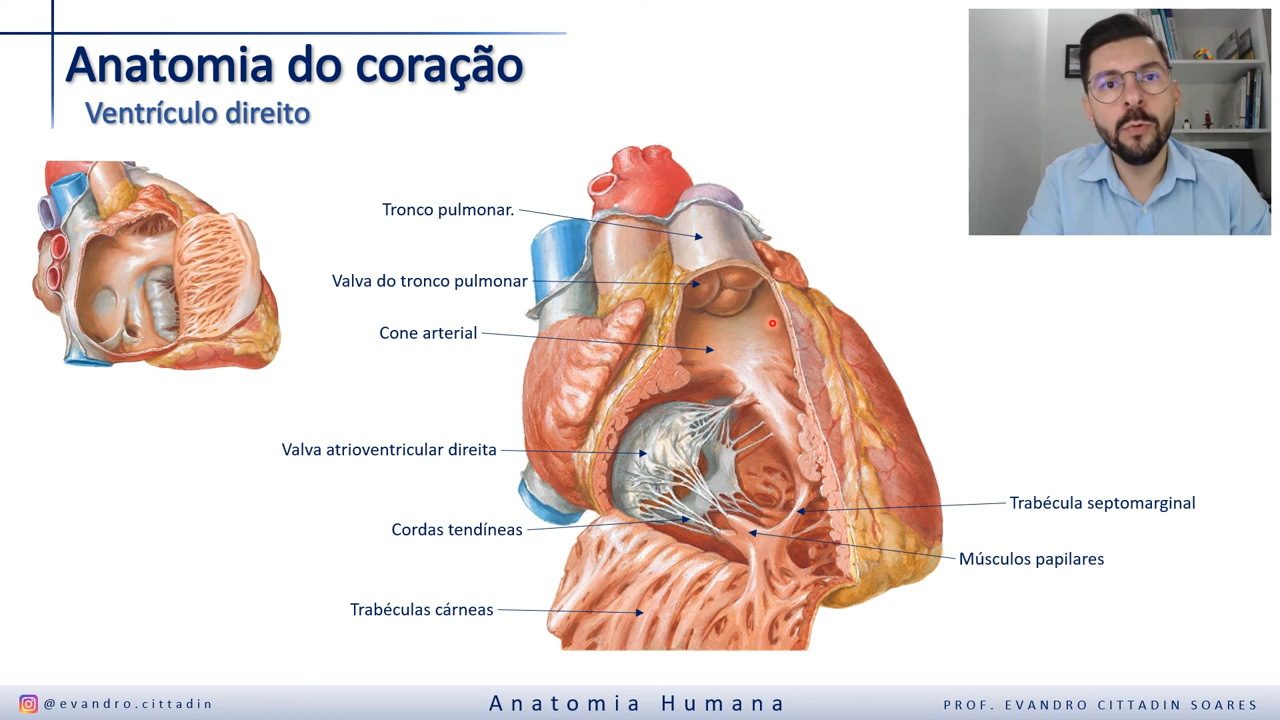 Anatomia do coração
Ventrículo direito
Tronco pulmonar.
Valva do tronco pulmonar
Cone arterial
Valva atrioventricular direita
Cordas tendíneas
Trabéculas cárneas
Trabécula septomarginal
Músculos papilares
@evandro.cittadin
Anatomia Humana
PROF. EVANDRO CITTADIN SOARES